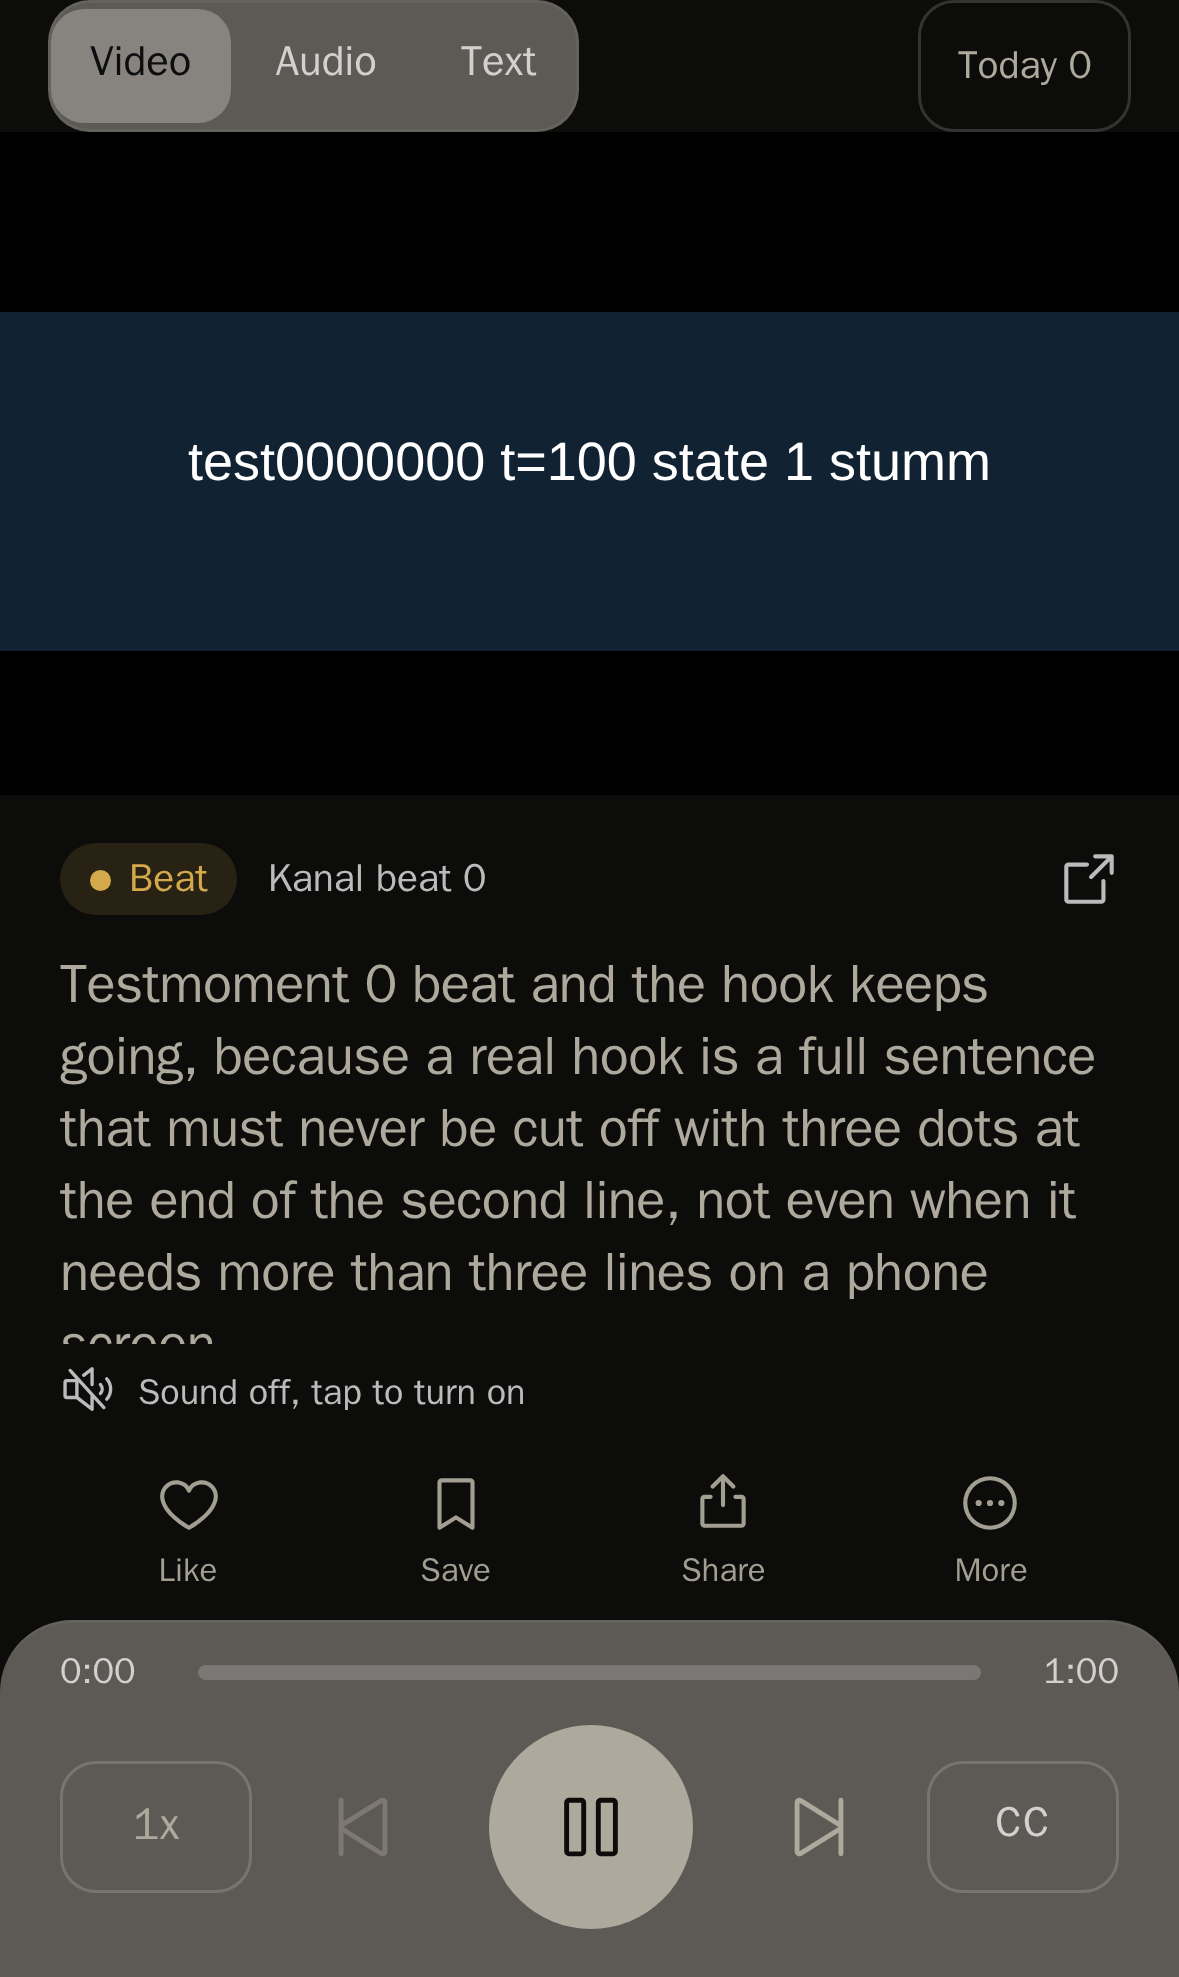 Video Audio Text Today 0
test0000000 t=100 state 1 stumm
Beat Kanal beat 0
Testmoment 0 beat and the hook keeps
going, because a real hook is a full sentence
that must never be cut off with three dots at
the end of the second line, not even when it
needs more than three lines on a phone
screen
Sound off, tap to turn on
Like Save Share More
0:00 1:00
1x CC